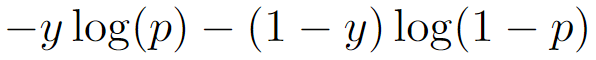 −y log(p) − (1 − y) log(1 − p)